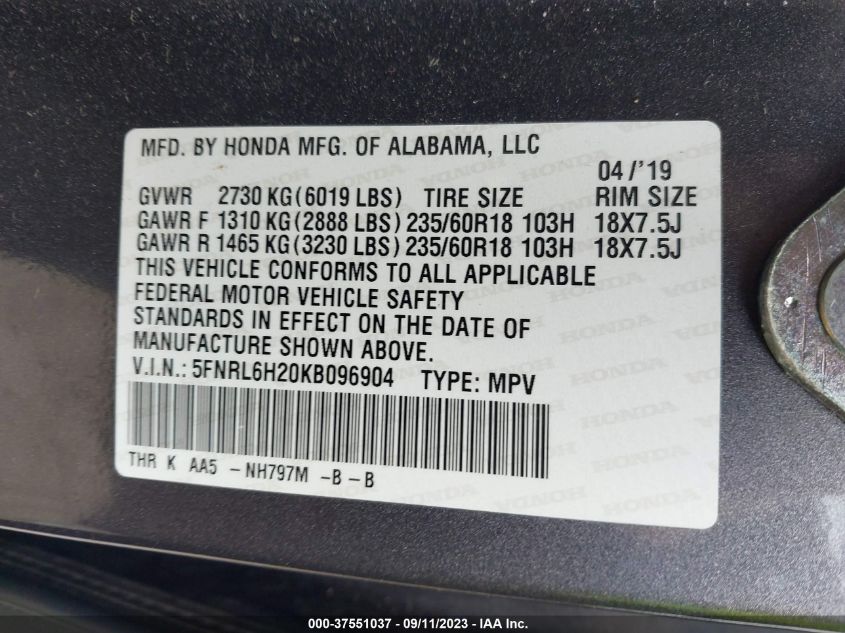 MFD. BY HONDA MFG. OF ALABAMA, LLC
04/'19
GVWR 2730 KG(6019 LBS) TIRE SIZE RIM SIZE
GAWR F 1310 KG(2888 LBS) 235/60R18 103H 18X7.5J
GAWR R 1465 KG(3230 LBS) 235/60R18 103H 18X7.5J
THIS VEHICLE CONFORMS TO ALL APPLICABLE
FEDERAL MOTOR VEHICLE SAFETY
STANDARDS IN EFFECT ON THE DATE OF
MANUFACTURE SHOWN ABOVE.
V.I.N.: 5FNRL6H20KB096904 TYPE: MPV
THR K AA5 -NH797M -B -B
000-37551037 - 09/11/2023 - IAA Inc.